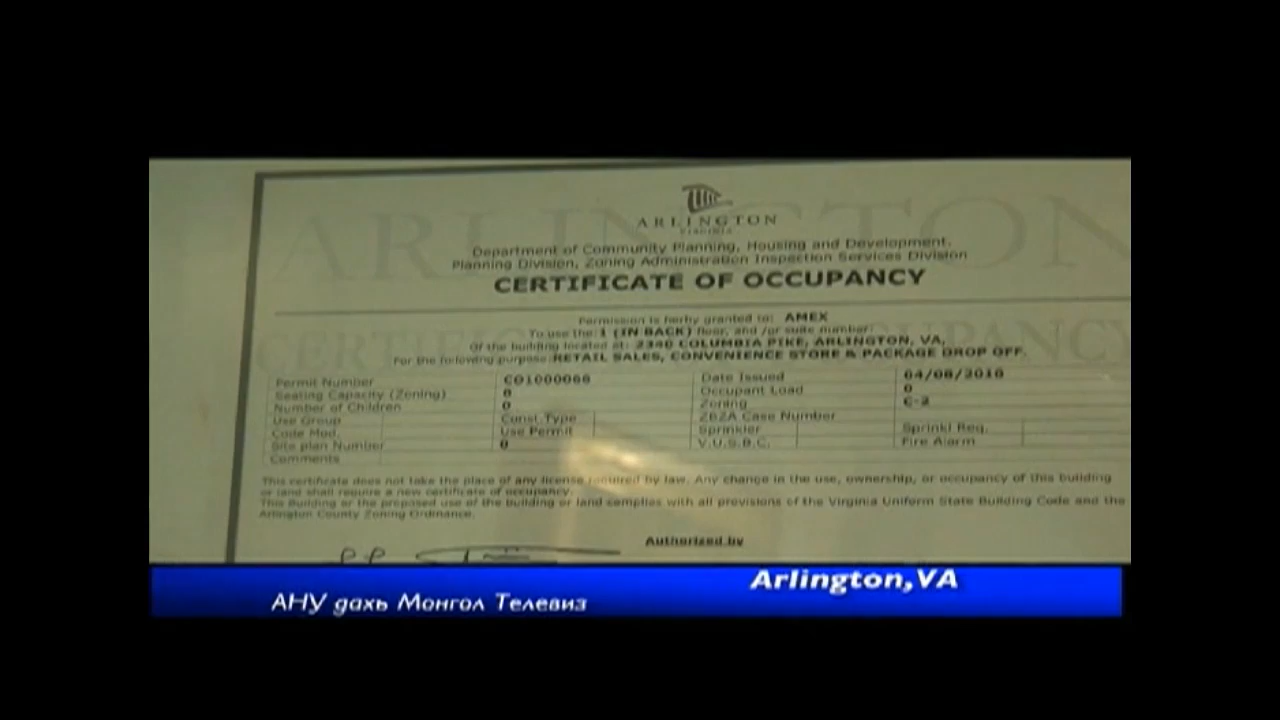 ARLINGTON
VIRGINIA
Department of Community Planning, Housing and Development.
Planning Division, Zoning Administration Inspection Services Division
CERTIFICATE OF OCCUPANCY
Permission is herby granted to: AMEX
To use the: 1 (IN BACK) floor, and /or suite number:
Of the building located at: 2340 COLUMBIA PIKE, ARLINGTON, VA,
For the following purpose: RETAIL SALES, CONVENIENCE STORE & PACKAGE DROP OFF.
Permit Number CO1000066 Date Issued 04/08/2010
Seating Capacity (Zoning) 0 Occupant Load 0
Number of Children 0 Zoning C-2
Use Group Const.Type ZBZA Case Number
Code Mod. Use Permit Sprinkler Sprinkl Req.
Site plan Number 0 V.U.S.B.C. Fire Alarm
Comments
This certificate does not take the place of any license required by law. Any change in the use, ownership, or occupancy of this building
or land shall require a new certificate of occupancy.
This Building or the proposed use of the building or land complies with all provisions of the Virginia Uniform State Building Code and the
Arlington County Zoning Ordinance.
Authorized by
Arlington,VA
АНУ дахь Монгол Телевиз